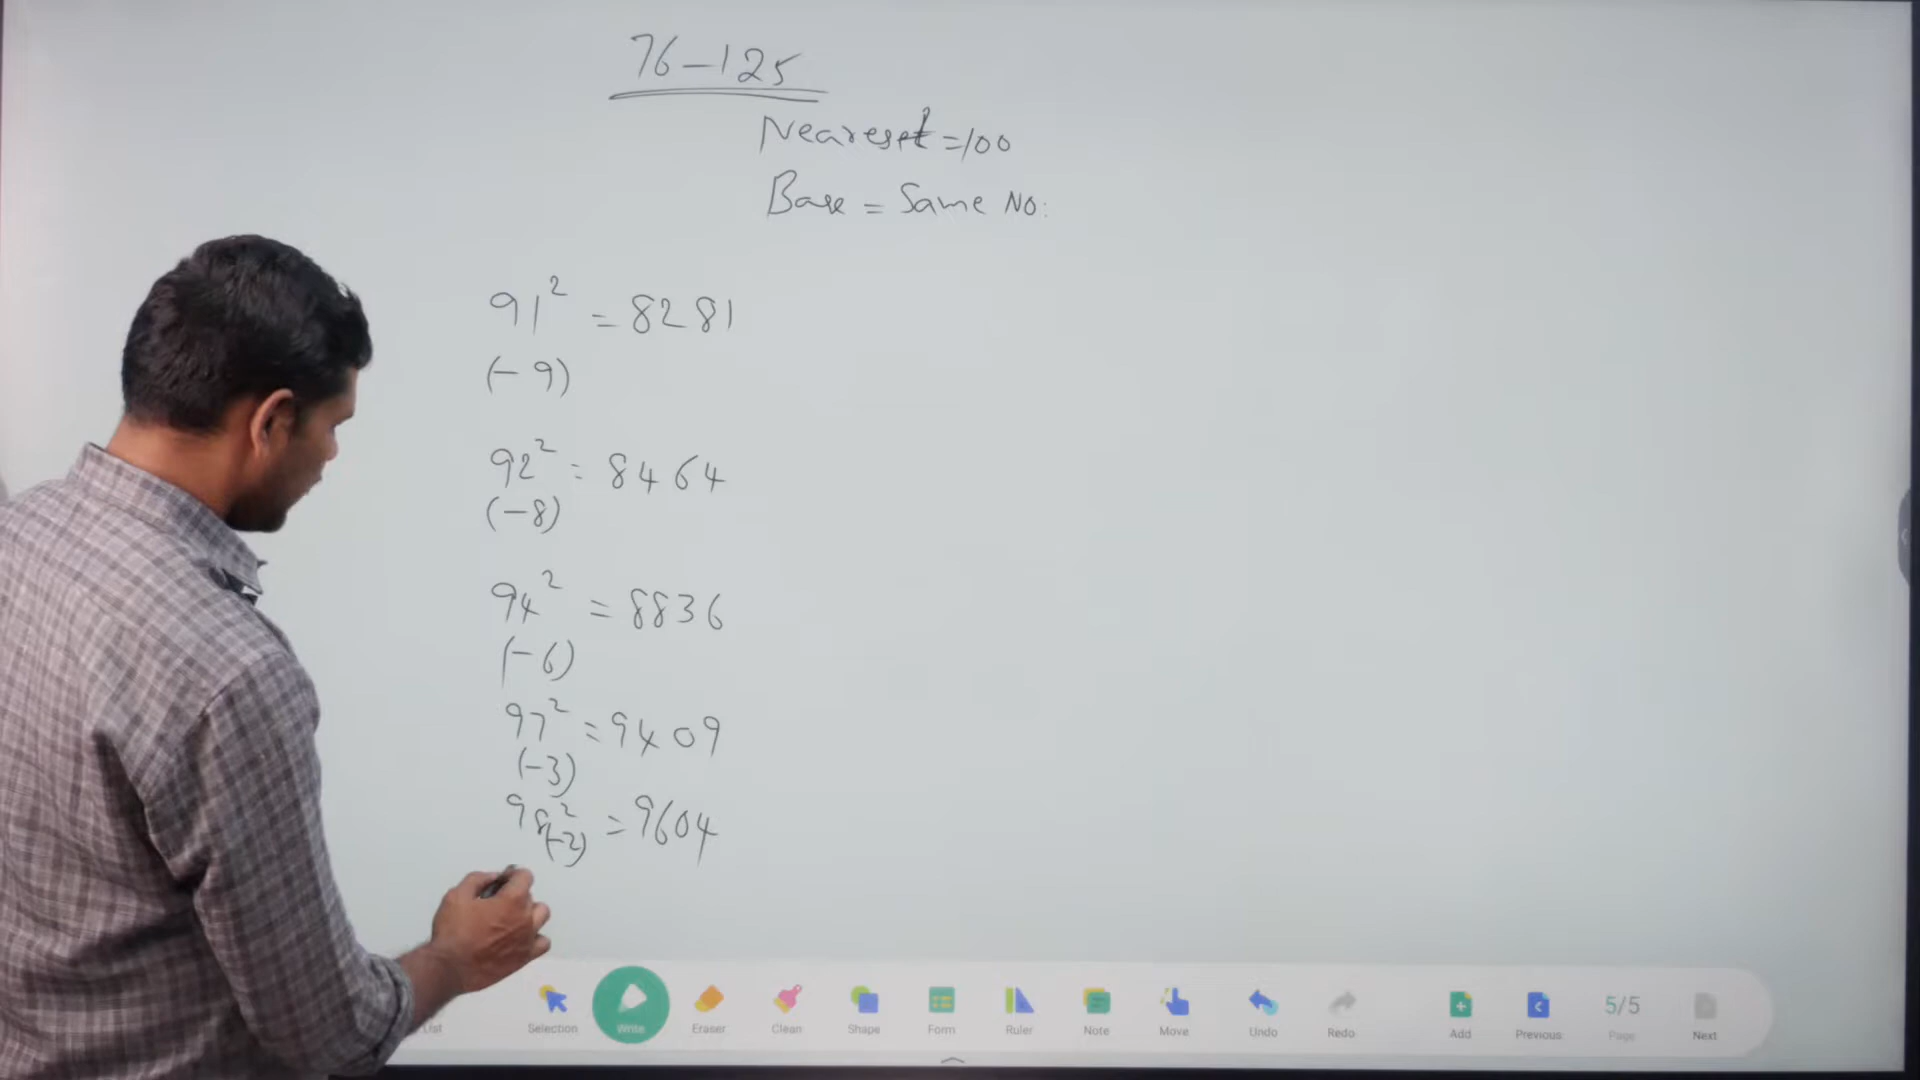 76-125
Nearest =100
Base = Same No:
91² = 8281
(-9)
92² = 8464
(-8)
94² = 8836
(-6)
97² = 9409
(-3)
98² = 9604
(-2)
List
Selection
Write
Eraser
Clean
Shape
Form
Ruler
Note
Move
Undo
Redo
Add
Previous
5/5
Page
Next